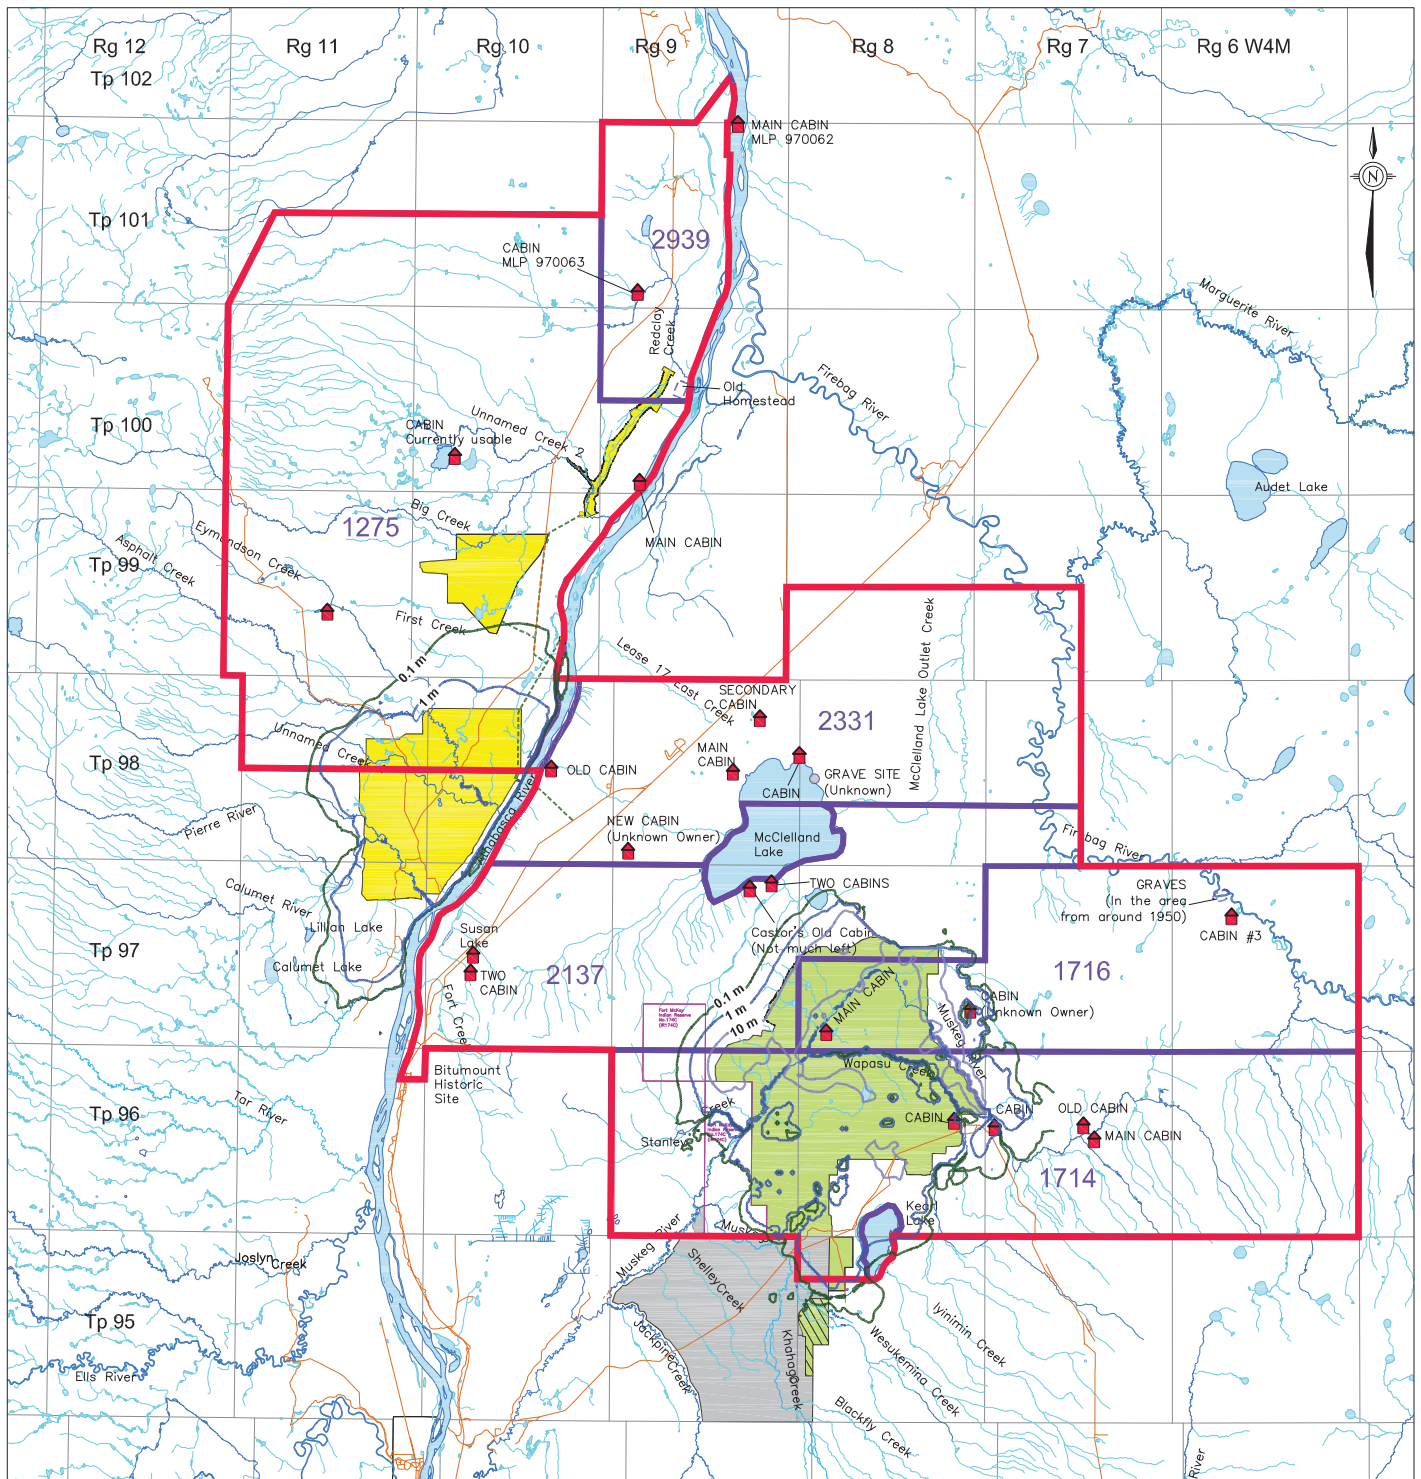 Rg 12
Rg 11
Rg 10
Rg 9
Rg 8
Rg 7
Rg 6 W4M
Tp 102
MAIN CABIN
MLP 970062
N
Tp 101
2939
CABIN
MLP 970063
Marguerite River
Redclay
Creek
Firebag River
Old
Homestead
Tp 100
Unnamed Creek 2
CABIN
Currently usable
Audet Lake
Big Creek
1275
MAIN CABIN
Eymundson Creek
Asphalt Creek
Tp 99
First Creek
McClelland Lake Outlet Creek
Lease 17 East Creek
0.1 m
1 m
SECONDARY
CABIN
2331
Unnamed Creek
MAIN
CABIN
Tp 98
OLD CABIN
GRAVE SITE
(Unknown)
CABIN
Athabasca River
Pierre River
NEW CABIN
(Unknown Owner)
McClelland
Lake
Firebag River
TWO CABINS
GRAVES
(In the area
from around 1950)
CABIN #3
Calumet River
Lillian Lake
Susan
Lake
Castor's Old Cabin
(Not much left)
Tp 97
Calumet Lake
TWO
CABIN
2137
1716
MAIN CABIN
0.1 m
1 m
10 m
CABIN
(Unknown Owner)
Fort Creek
Fort McKay
Indian Reserve
No.174C
(IR174C)
Muskeg River
Bitumount
Historic
Site
Wapasu Creek
Tar River
Tp 96
Stanley
Creek
CABIN
CABIN
OLD CABIN
MAIN CABIN
1714
Kearl
Lake
Muskeg River
Joslyn Creek
Shelley Creek
Tp 95
Iyinimin Creek
Jackpine Creek
Khahago Creek
Wesukemina Creek
Ells River
Blackfly Creek
River